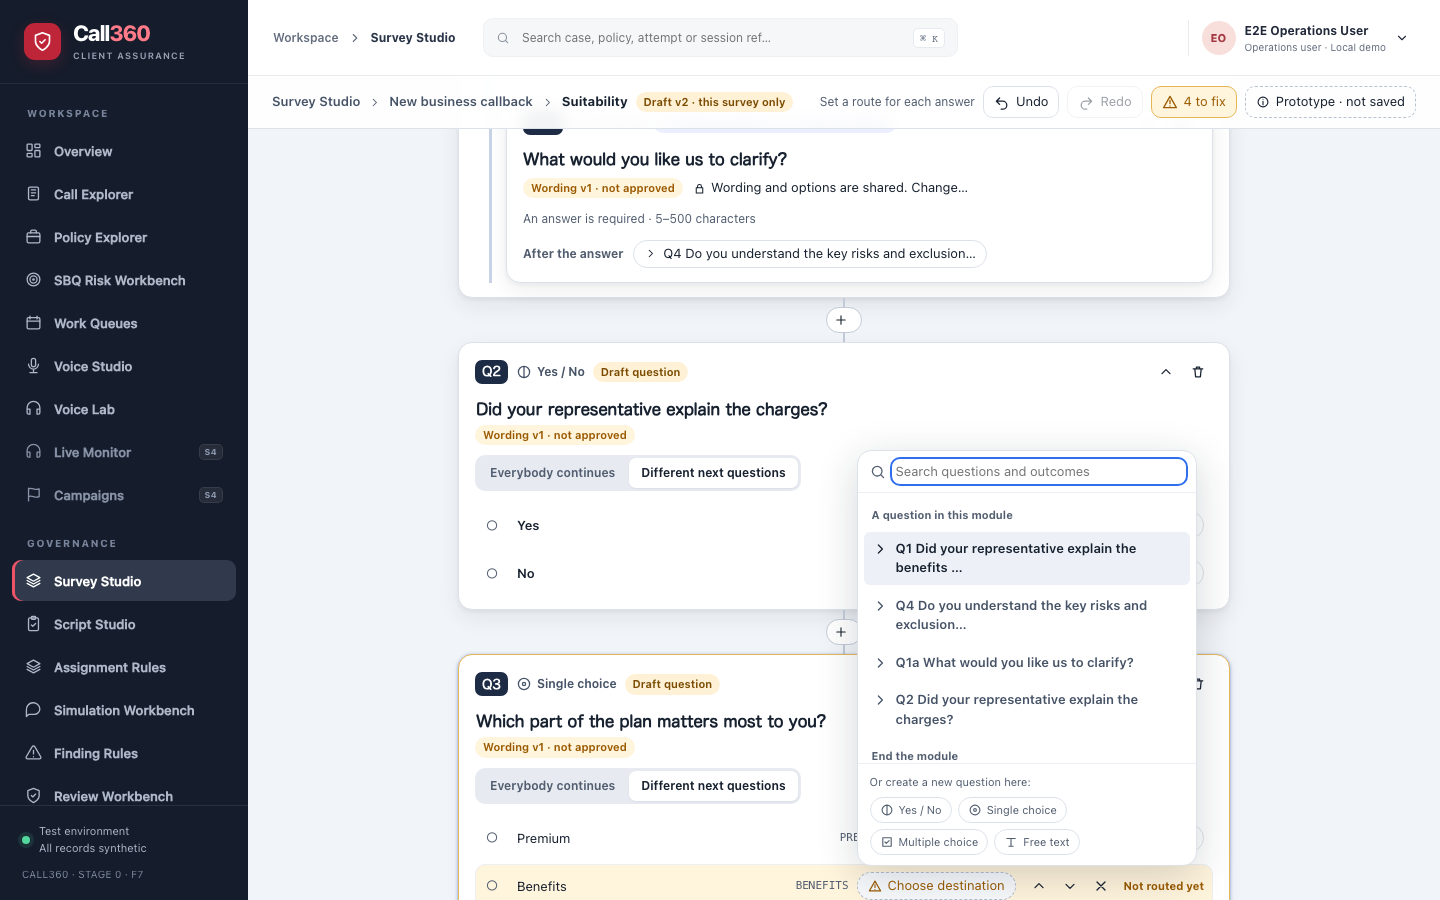 Call360
CLIENT ASSURANCE
WORKSPACE
Overview
Call Explorer
Policy Explorer
SBQ Risk Workbench
Work Queues
Voice Studio
Voice Lab
Live Monitor S4
Campaigns S4
GOVERNANCE
Survey Studio
Script Studio
Assignment Rules
Simulation Workbench
Finding Rules
Review Workbench
Test environment
All records synthetic
CALL360 · STAGE 0 · F7
Workspace > Survey Studio
Search case, policy, attempt or session ref...
⌘ K
EO
E2E Operations User
Operations user · Local demo
Survey Studio > New business callback > Suitability Draft v2 · this survey only
Set a route for each answer
Undo
Redo
4 to fix
Prototype · not saved
What would you like us to clarify?
Wording v1 · not approved Wording and options are shared. Change...
An answer is required · 5–500 characters
After the answer Q4 Do you understand the key risks and exclusion...
Q2 Yes / No Draft question
Did your representative explain the charges?
Wording v1 · not approved
Everybody continues Different next questions
Yes
No
Q3 Single choice Draft question
Which part of the plan matters most to you?
Wording v1 · not approved
Everybody continues Different next questions
Premium
Benefits BENEFITS Choose destination Not routed yet
Search questions and outcomes
A question in this module
Q1 Did your representative explain the
benefits ...
Q4 Do you understand the key risks and
exclusion...
Q1a What would you like us to clarify?
Q2 Did your representative explain the
charges?
End the module
Or create a new question here:
Yes / No Single choice
Multiple choice Free text